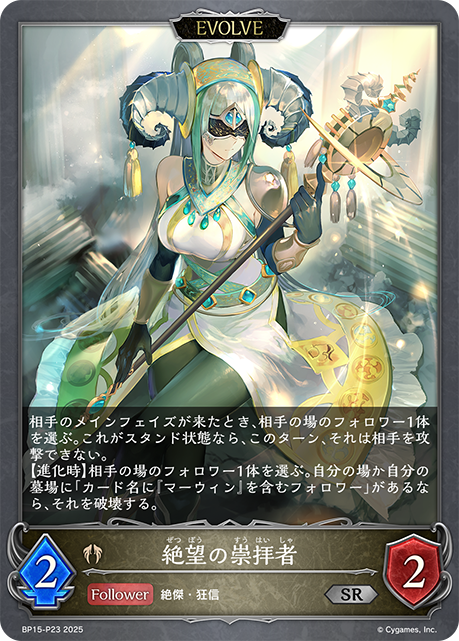 EVOLVE
相手のメインフェイズが来たとき、相手の場のフォロワー1体
を選ぶ。これがスタンド状態なら、このターン、それは相手を攻
撃できない。
【進化時】相手の場のフォロワー1体を選ぶ。自分の場か自分の
墓場に「カード名に『マーウィン』を含むフォロワー」があるな
ら、それを破壊する。
ぜつ ぼう すう はい しゃ
2 絶望の崇拝者 2
Follower 絶傑・狂信 SR
BP15-P23 2025 © Cygames, Inc.